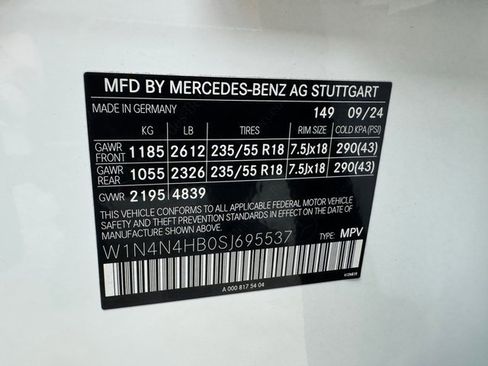 MFD BY MERCEDES-BENZ AG STUTTGART
MADE IN GERMANY 149 09/24
KG LB TIRES RIM SIZE COLD KPA(PSI)
GAWR FRONT 1185 2612 235/55 R18 7.5Jx18 290(43)
GAWR REAR 1055 2326 235/55 R18 7.5Jx18 290(43)
GVWR 2195 4839
THIS VEHICLE CONFORMS TO ALL APPLICABLE FEDERAL MOTOR VEHICLE
SAFETY AND THEFT PREVENTION STANDARDS IN EFFECT ON THE DATE OF
MANUFACTURE SHOWN ABOVE.
W1N4N4HB0SJ695537 TYPE: MPV
A 000 817 54 04